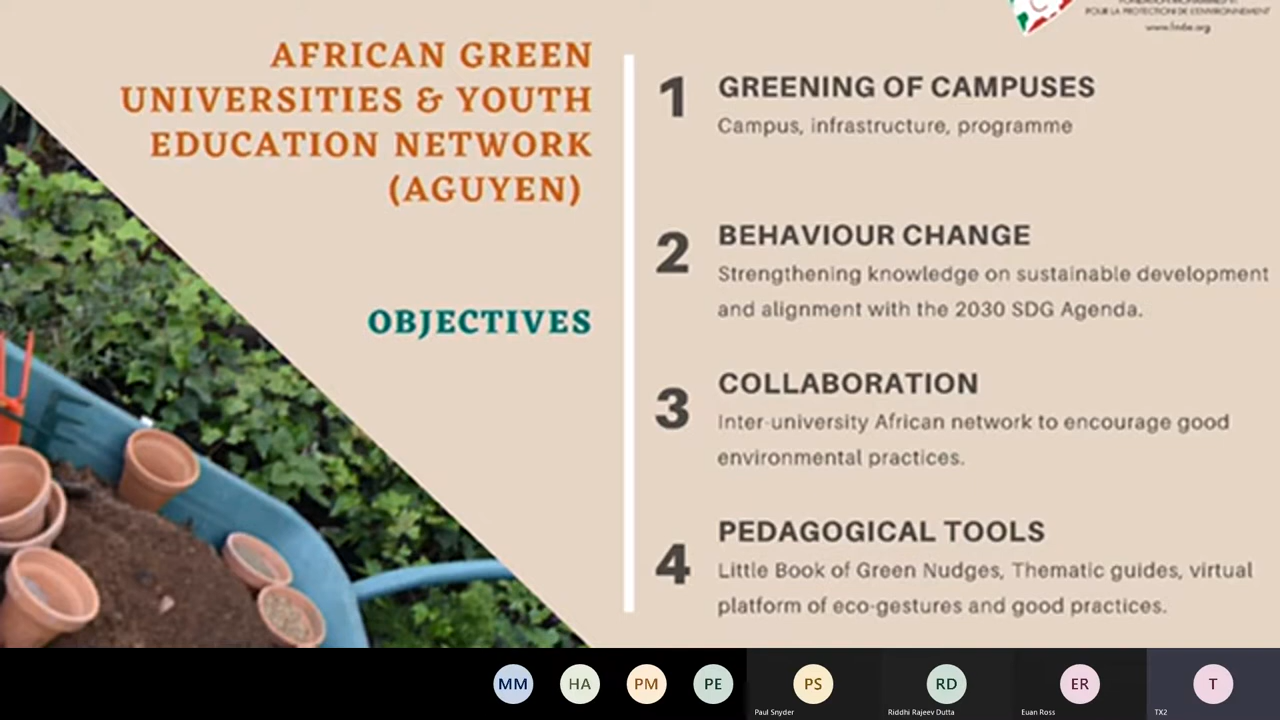 AFRICAN GREEN
UNIVERSITIES & YOUTH
EDUCATION NETWORK
(AGUYEN)
OBJECTIVES
POUR LA PROTECTION DE L'ENVIRONNEMENT
1
GREENING OF CAMPUSES
Campus, infrastructure, programme
2
BEHAVIOUR CHANGE
Strengthening knowledge on sustainable development
and alignment with the 2030 SDG Agenda.
3
COLLABORATION
Inter-university African network to encourage good
environmental practices.
4
PEDAGOGICAL TOOLS
Little Book of Green Nudges, Thematic guides, virtual
platform of eco-gestures and good practices.
MM
HA
PM
PE
PS
Paul Snyder
RD
Riddhi Rajeev Dutta
ER
Euan Ross
T
TX2